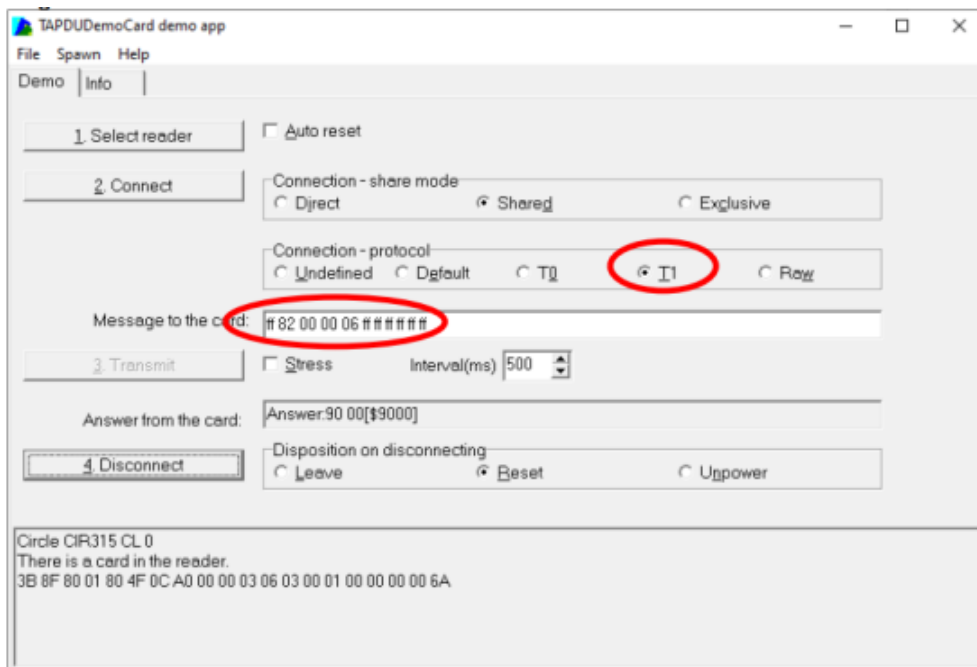 TAPDUDemoCard demo app
File Spawn Help
Demo Info
1. Select reader Auto reset
2. Connect Connection - share mode
Direct Shared Exclusive
Connection - protocol
Undefined Default T0 T1 Raw
Message to the card: ff 82 00 00 06 ff ff ff ff ff ff
3. Transmit Stress Interval(ms) 500
Answer from the card: Answer:90 00[$9000]
4. Disconnect Disposition on disconnecting
Leave Reset Unpower
Circle CIR315 CL 0
There is a card in the reader.
3B 8F 80 01 80 4F 0C A0 00 00 03 06 03 00 01 00 00 00 00 6A